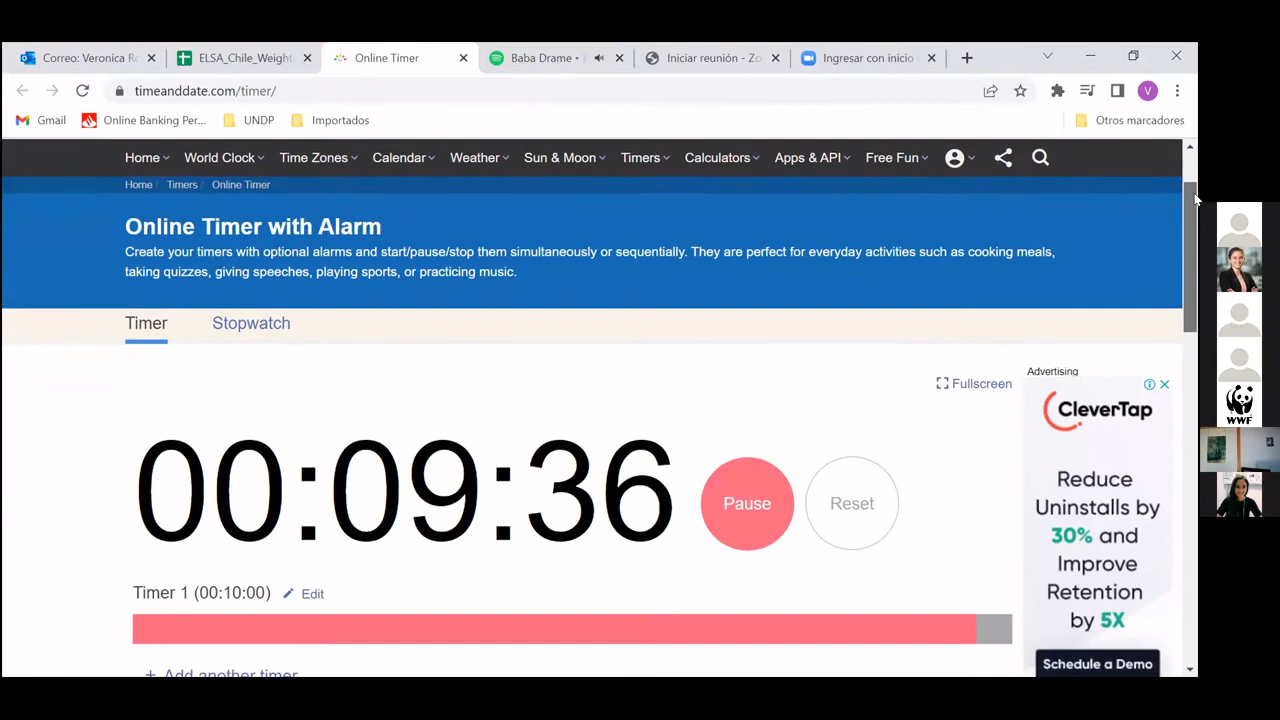 Correo: Veronica Re
ELSA_Chile_Weight
Online Timer
Baba Drame •
Iniciar reunión - Zo
Ingresar con inicio
timeanddate.com/timer/
V
Gmail
Online Banking Per...
UNDP
Importados
Otros marcadores
Home
World Clock
Time Zones
Calendar
Weather
Sun & Moon
Timers
Calculators
Apps & API
Free Fun
Home / Timers / Online Timer
Online Timer with Alarm
Create your timers with optional alarms and start/pause/stop them simultaneously or sequentially. They are perfect for everyday activities such as cooking meals,
taking quizzes, giving speeches, playing sports, or practicing music.
Timer
Stopwatch
Fullscreen
00:09:36
Pause
Reset
Timer 1 (00:10:00)
Edit
+ Add another timer
Advertising
CleverTap
Reduce
Uninstalls by
30% and
Improve
Retention
by 5X
Schedule a Demo
WWF